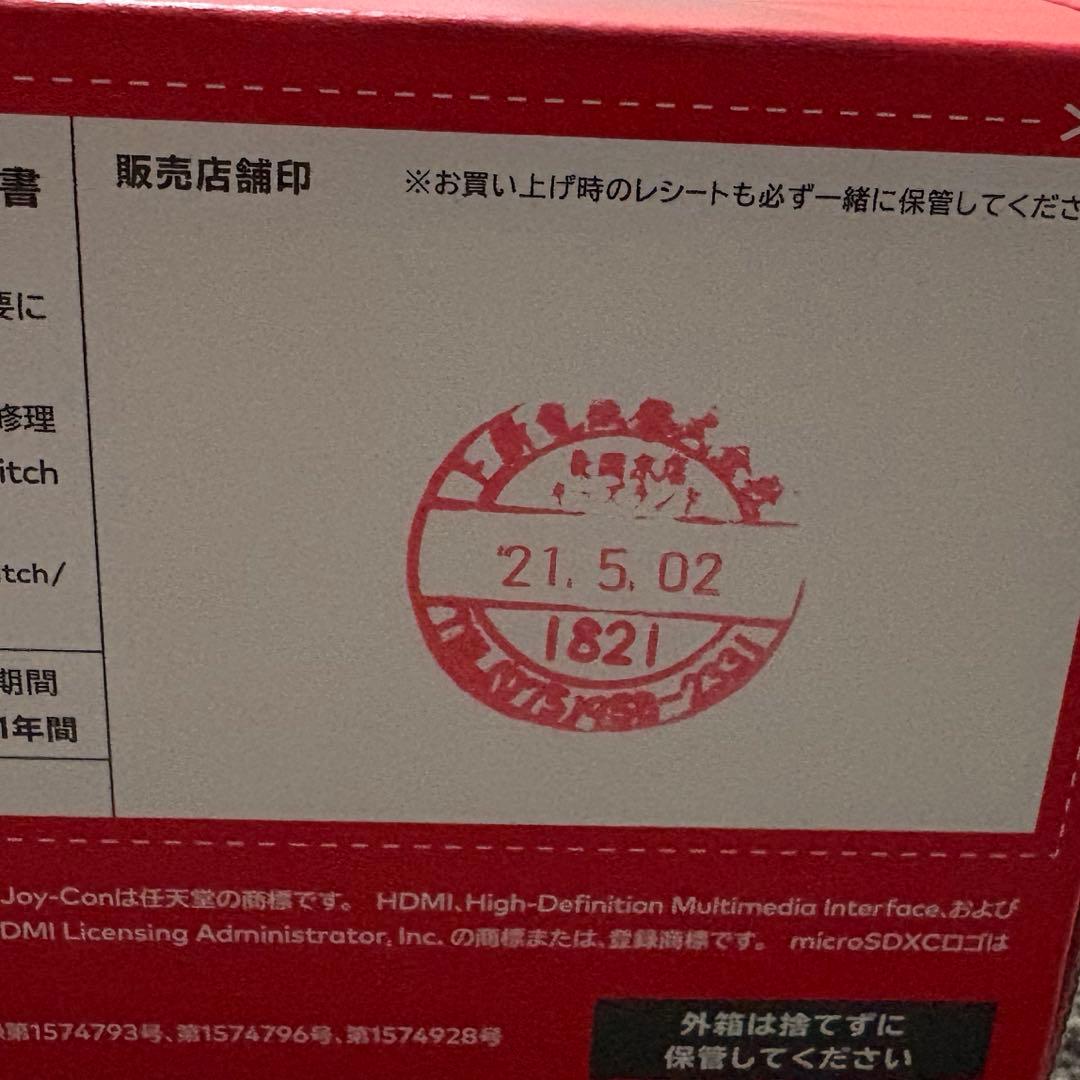 書
要に
修理
itch
tch/
期間
1年間
販売店舗印
※お買い上げ時のレシートも必ず一緒に保管してくださ
'21. 5. 02
1821
Joy-Conは任天堂の商標です。 HDMI、High-Definition Multimedia Interface、および
DMI Licensing Administrator, Inc. の商標または、登録商標です。 microSDXCロゴは
第1574793号、第1574796号、第1574928号
外箱は捨てずに
保管してください